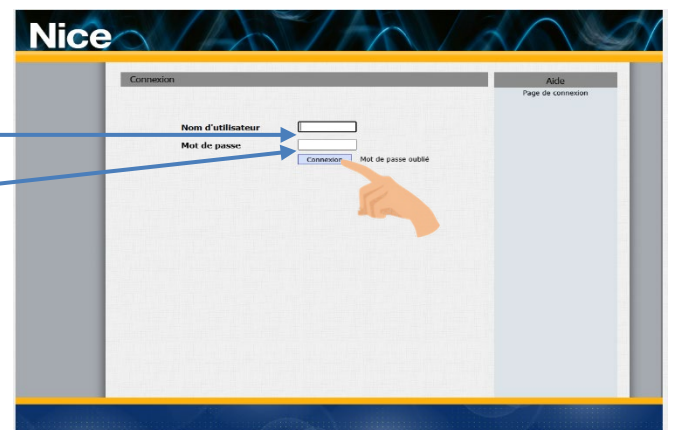 Nice
Connexion
Aide
Page de connexion
Nom d'utilisateur
Mot de passe
Connexion Mot de passe oublié